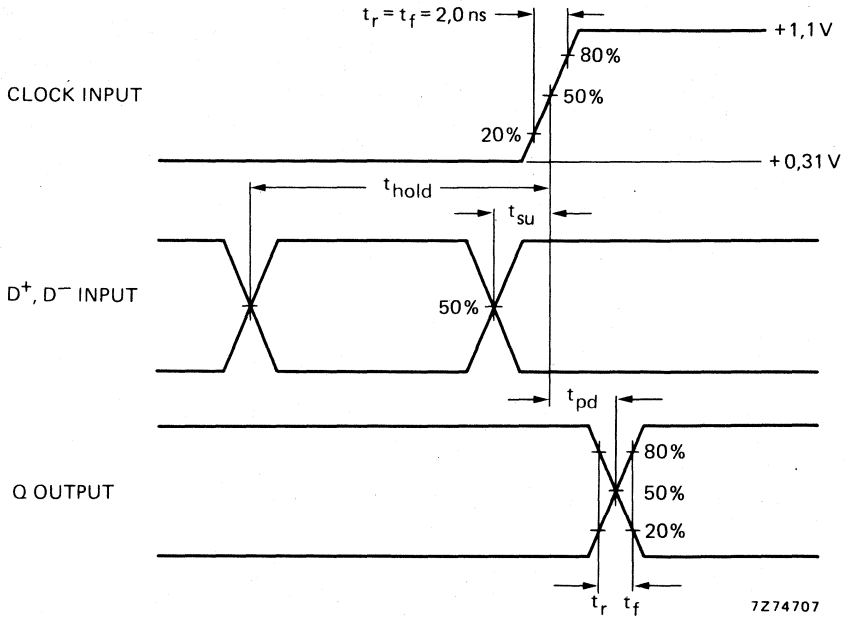 t_r = t_f = 2,0 ns
+1,1 V
80%
CLOCK INPUT
50%
20%
+0,31 V
t_hold
t_su
D⁺, D⁻ INPUT
50%
t_pd
80%
Q OUTPUT
50%
20%
t_r t_f
7Z74707